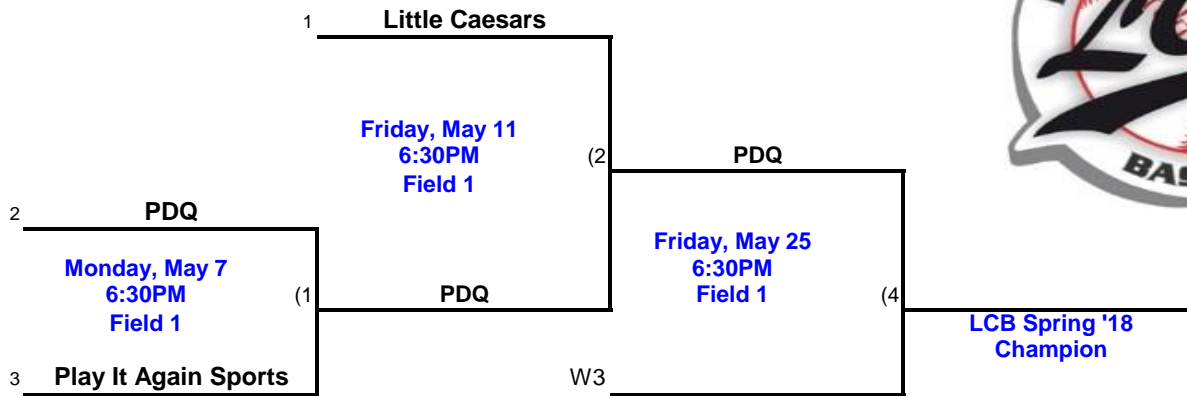 1 Little Caesars
Friday, May 11
6:30PM
Field 1
(2
PDQ
2 PDQ
Monday, May 7
6:30PM
Field 1
(1
PDQ
Friday, May 25
6:30PM
Field 1
(4
LCB Spring '18
Champion
3 Play It Again Sports
W3